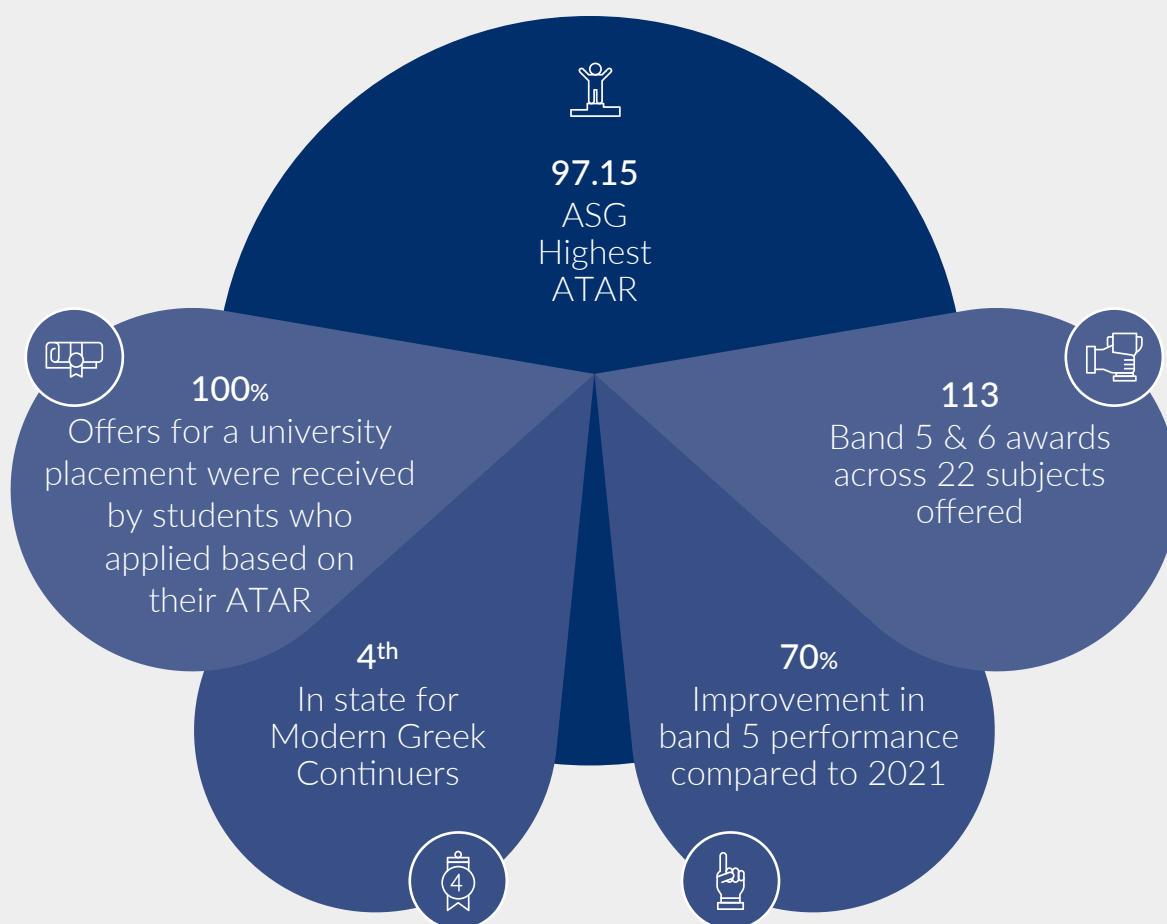 97.15
ASG
Highest
ATAR
100%
Offers for a university
placement were received
by students who
applied based on
their ATAR
113
Band 5 & 6 awards
across 22 subjects
offered
4th
In state for
Modern Greek
Continuers
4
70%
Improvement in
band 5 performance
compared to 2021